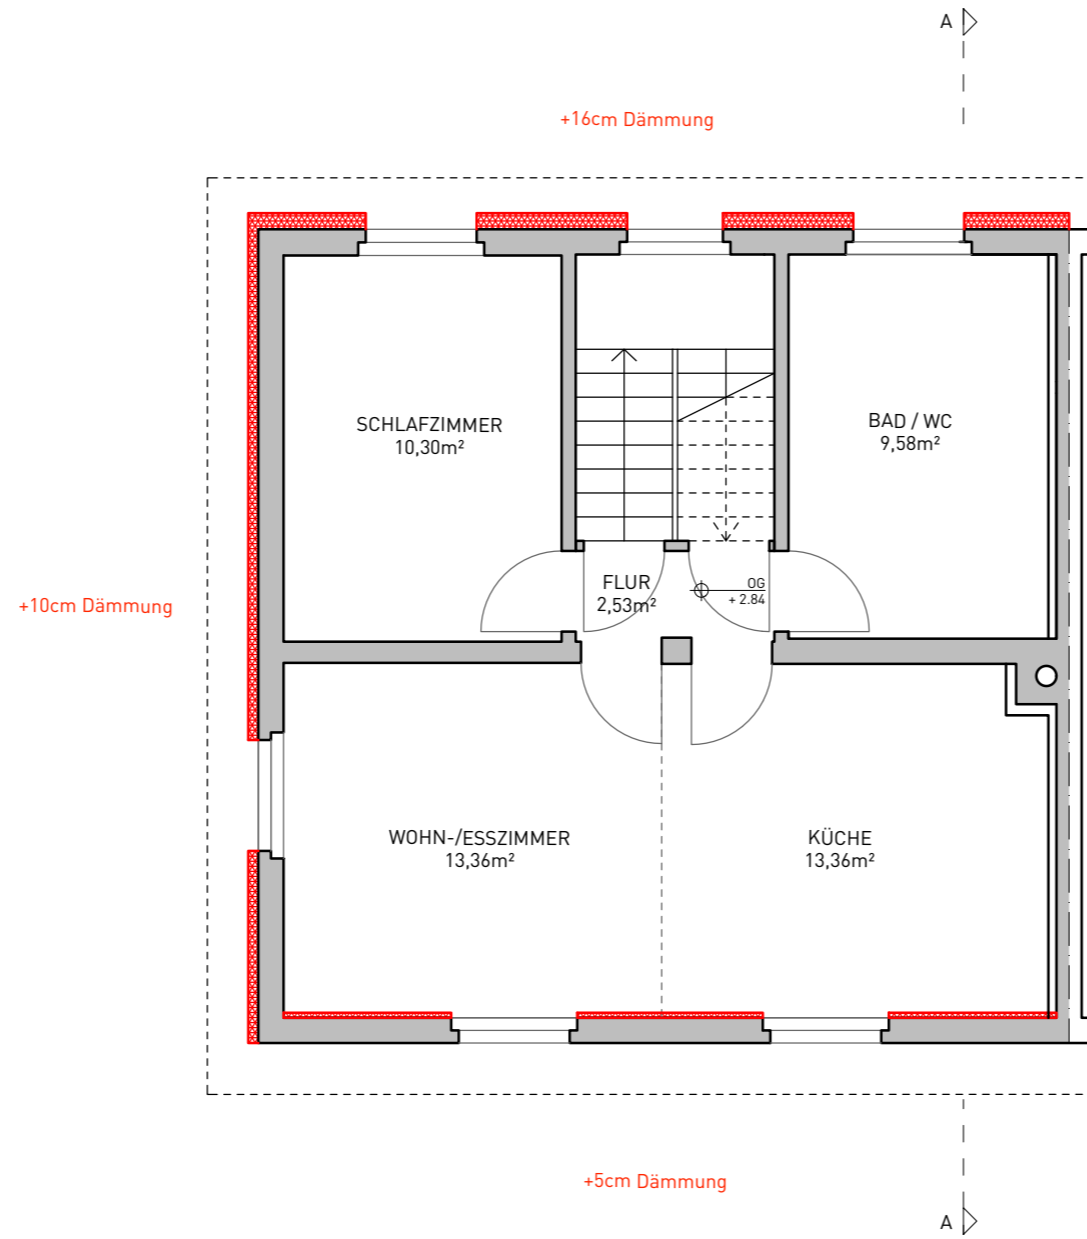 A
+16cm Dämmung
SCHLAFZIMMER
10,30m²
BAD / WC
9,58m²
FLUR
2,53m²
OG
+ 2.84
+10cm Dämmung
WOHN-/ESSZIMMER
13,36m²
KÜCHE
13,36m²
+5cm Dämmung
A